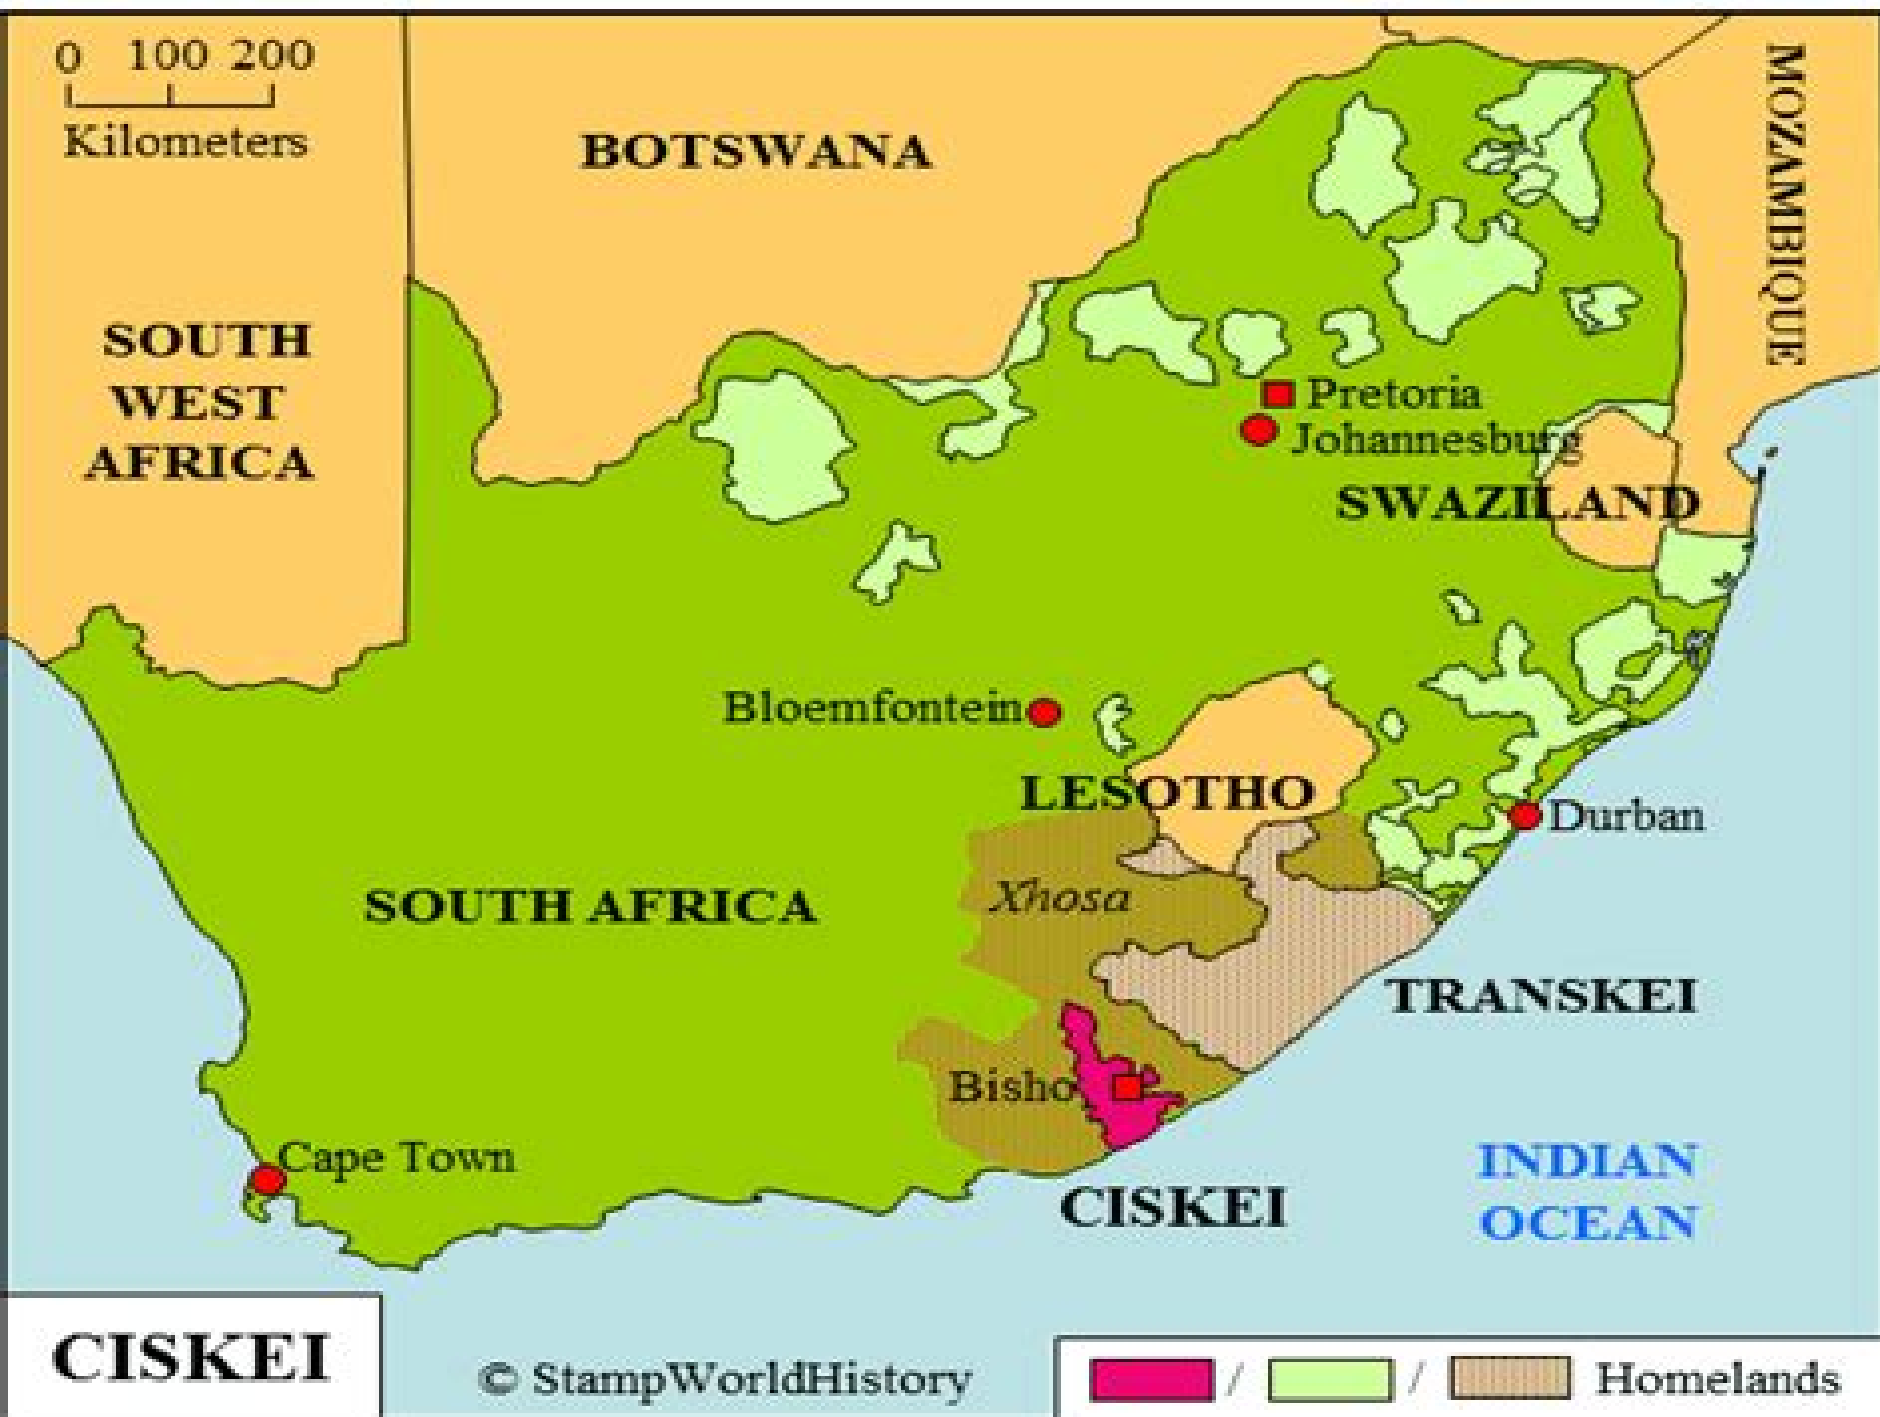 0 100 200
Kilometers
BOTSWANA
MOZAMBIQUE
SOUTH
WEST
AFRICA
Pretoria
Johannesburg
SWAZILAND
Bloemfontein
LESOTHO
Durban
Xhosa
SOUTH AFRICA
TRANSKEI
Bisho
Cape Town
INDIAN
OCEAN
CISKEI
CISKEI
© StampWorldHistory
/ / Homelands